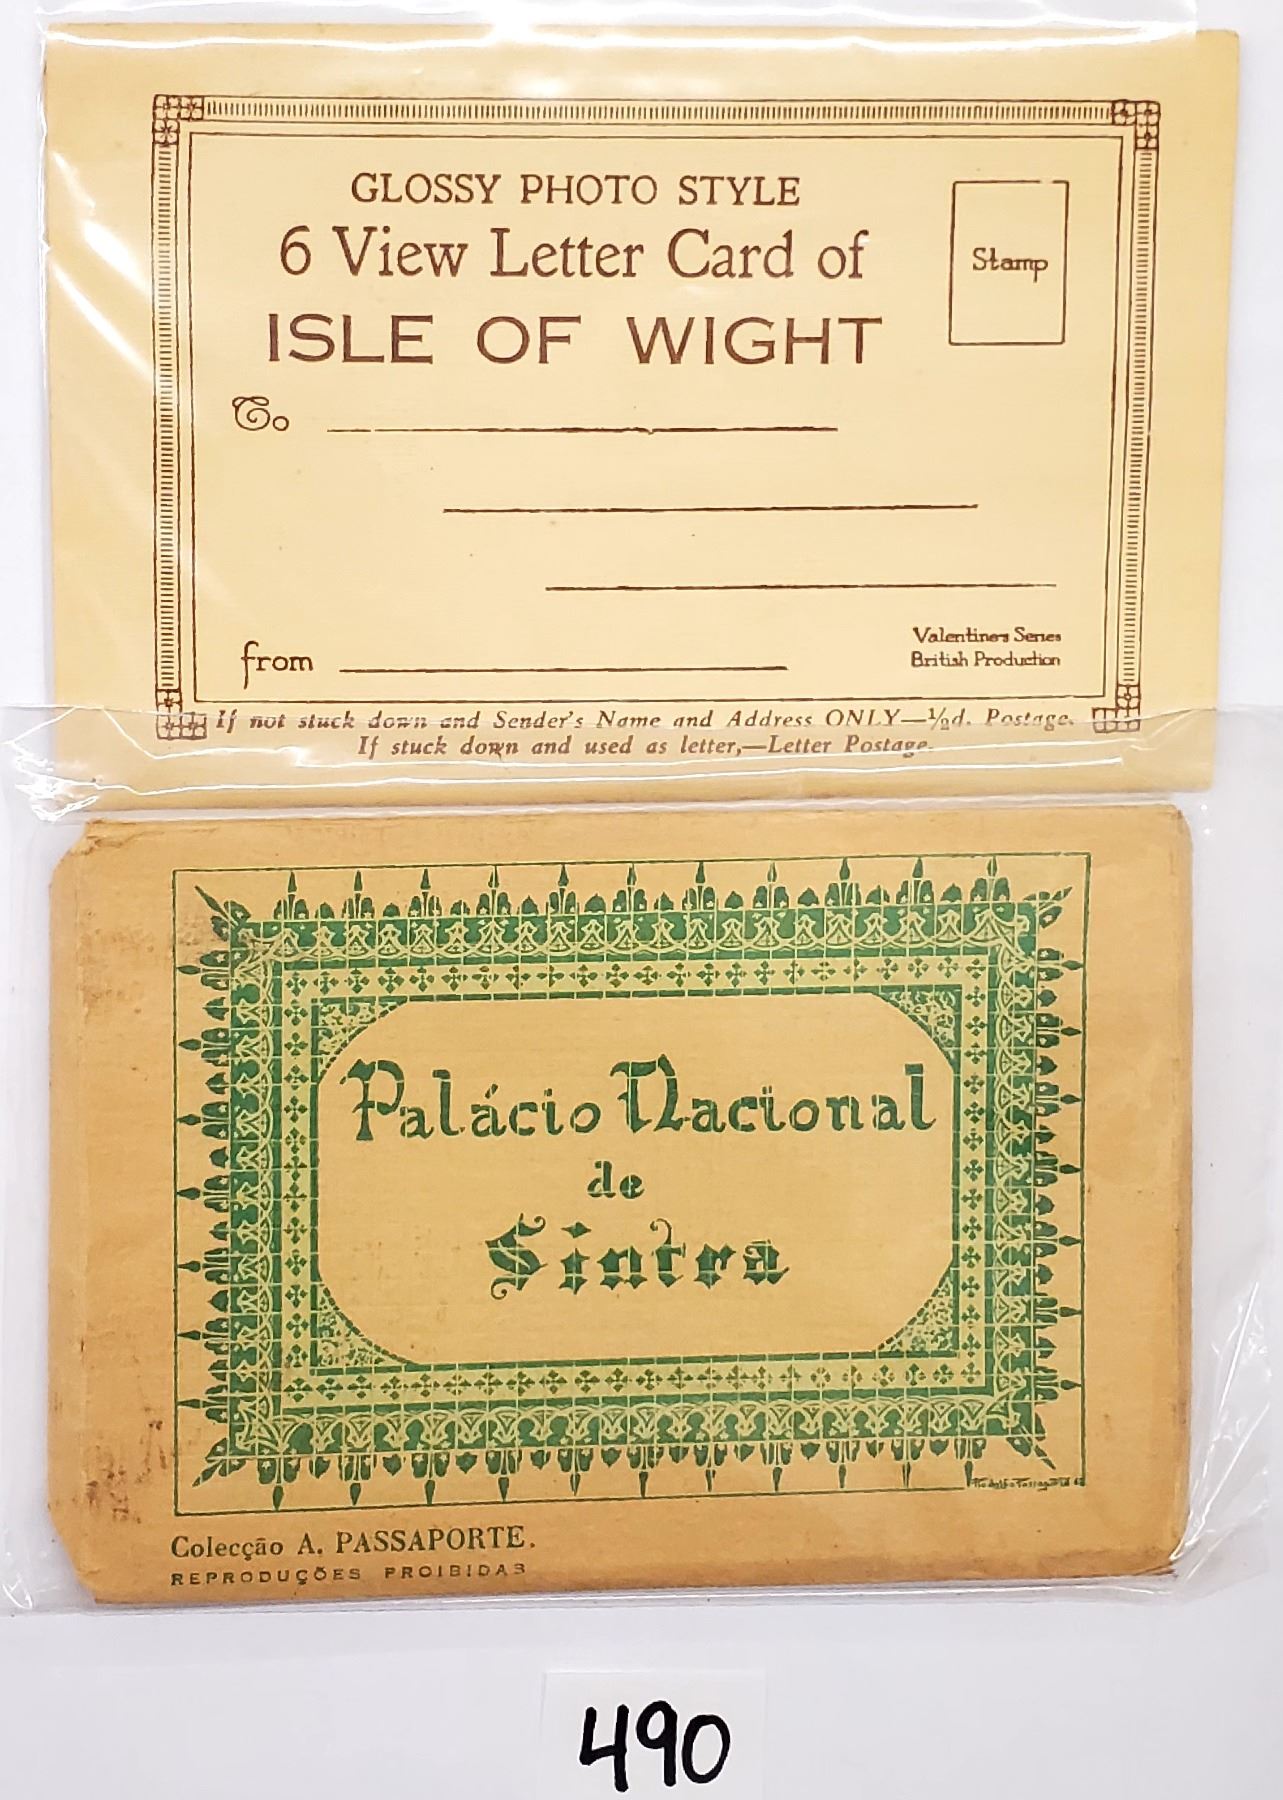 GLOSSY PHOTO STYLE
6 View Letter Card of
ISLE OF WIGHT
Stamp
To
from
Valentines Series
British Production
If not stuck down and Sender's Name and Address ONLY—½d. Postage.
If stuck down and used as letter,—Letter Postage.
Palácio Nacional
de
Sintra
Colecção A. PASSAPORTE.
REPRODUÇÕES PROIBIDAS
490